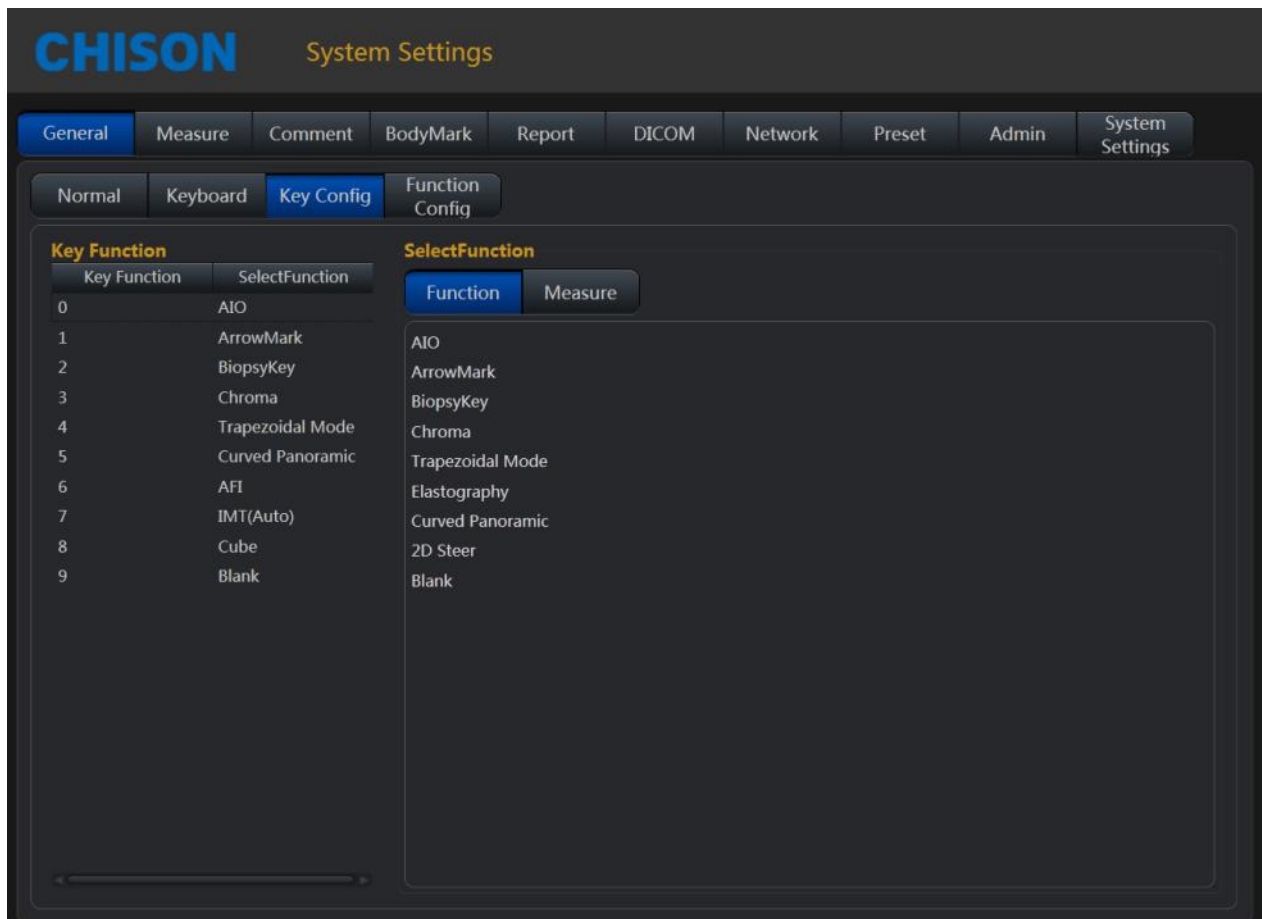 CHISON System Settings
General Measure Comment BodyMark Report DICOM Network Preset Admin System Settings
Normal Keyboard Key Config Function Config
Key Function
Key Function SelectFunction
0 AIO
1 ArrowMark
2 BiopsyKey
3 Chroma
4 Trapezoidal Mode
5 Curved Panoramic
6 AFI
7 IMT(Auto)
8 Cube
9 Blank
SelectFunction
Function Measure
AIO
ArrowMark
BiopsyKey
Chroma
Trapezoidal Mode
Elastography
Curved Panoramic
2D Steer
Blank